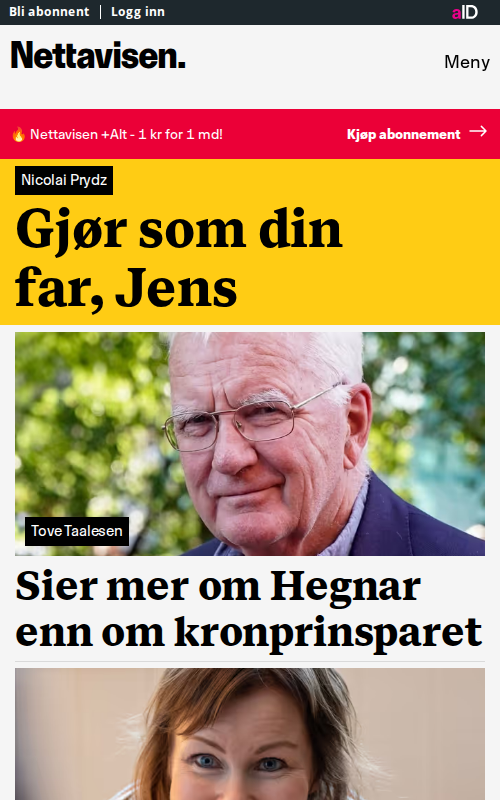 Bli abonnent | Logg inn
aID
Nettavisen.
Meny
🔥 Nettavisen +Alt - 1 kr for 1 md!
Kjøp abonnement →
Nicolai Prydz
Gjør som din
far, Jens
Tove Taalesen
Sier mer om Hegnar
enn om kronprinsparet